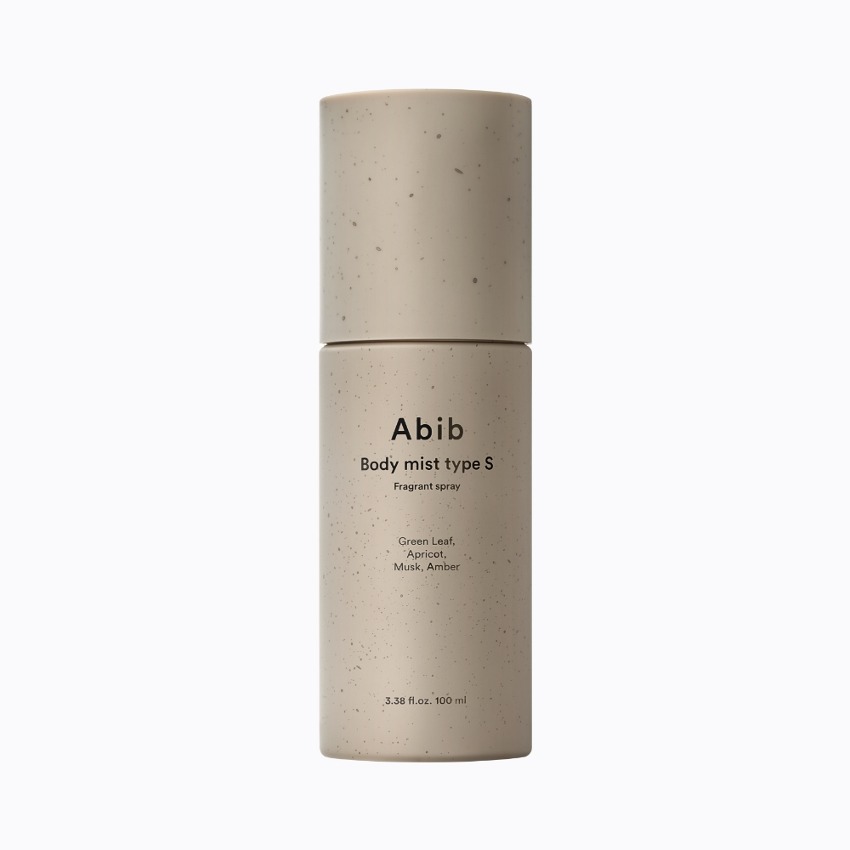 Abib
Body mist type S
Fragrant spray
Green Leaf,
Apricot,
Musk, Amber
3.38 fl.oz. 100 ml